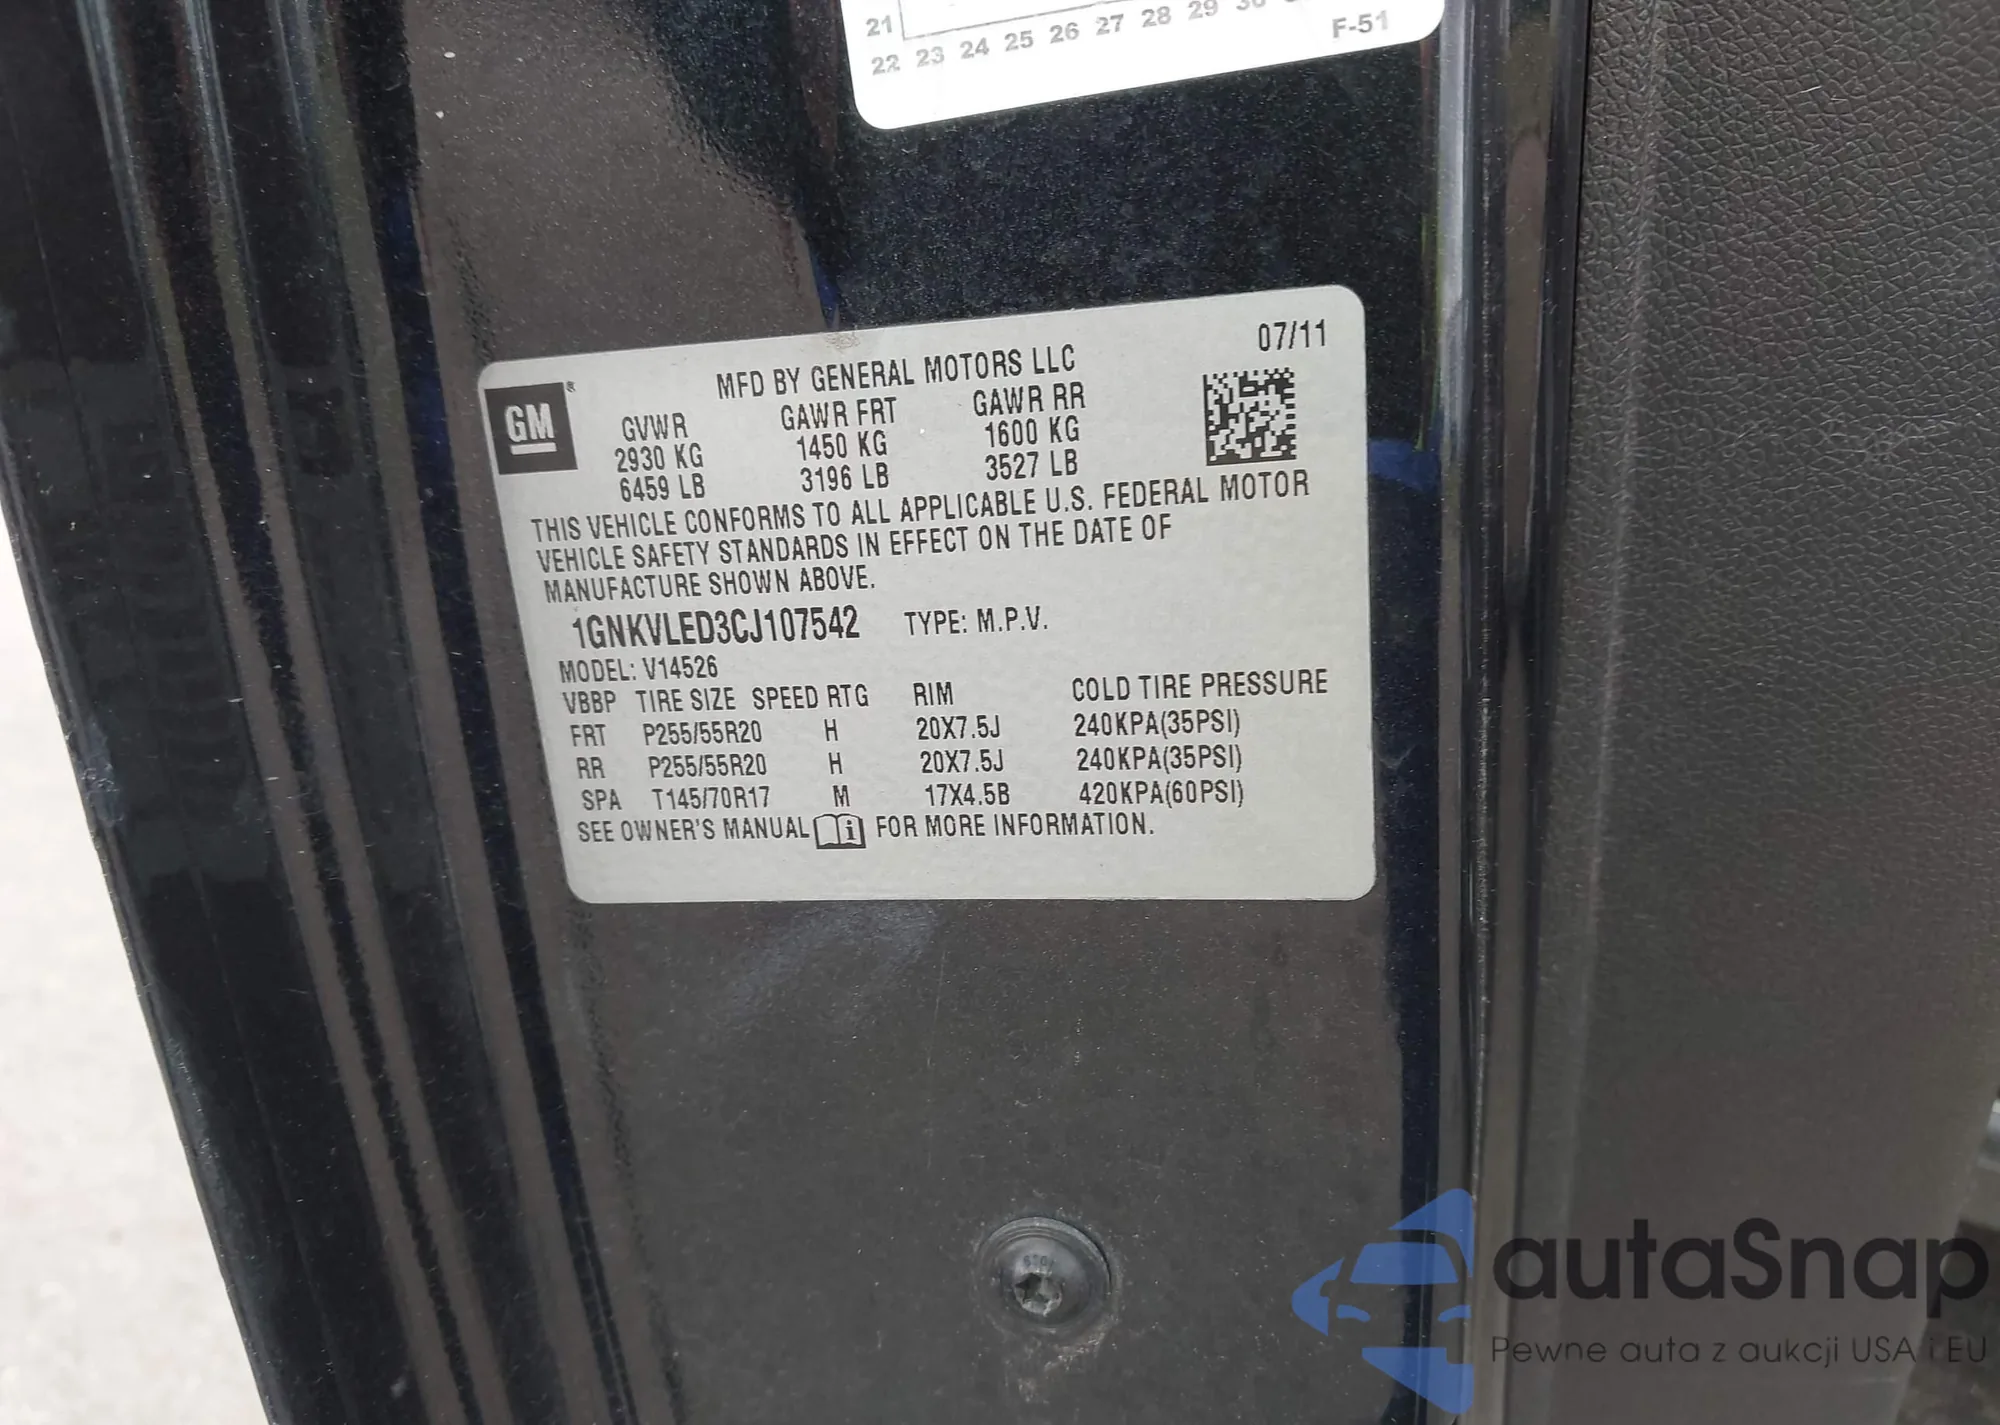 21
22 23 24 25 26 27 28 29 30
F-51
07/11
MFD BY GENERAL MOTORS LLC
GM ®
GVWR GAWR FRT GAWR RR
2930 KG 1450 KG 1600 KG
6459 LB 3196 LB 3527 LB
THIS VEHICLE CONFORMS TO ALL APPLICABLE U.S. FEDERAL MOTOR
VEHICLE SAFETY STANDARDS IN EFFECT ON THE DATE OF
MANUFACTURE SHOWN ABOVE.
1GNKVLED3CJ107542 TYPE: M.P.V.
MODEL: V14526
VBBP TIRE SIZE SPEED RTG RIM COLD TIRE PRESSURE
FRT P255/55R20 H 20X7.5J 240KPA(35PSI)
RR P255/55R20 H 20X7.5J 240KPA(35PSI)
SPA T145/70R17 M 17X4.5B 420KPA(60PSI)
SEE OWNER'S MANUAL i FOR MORE INFORMATION.
autaSnap
Pewne auta z aukcji USA i EU